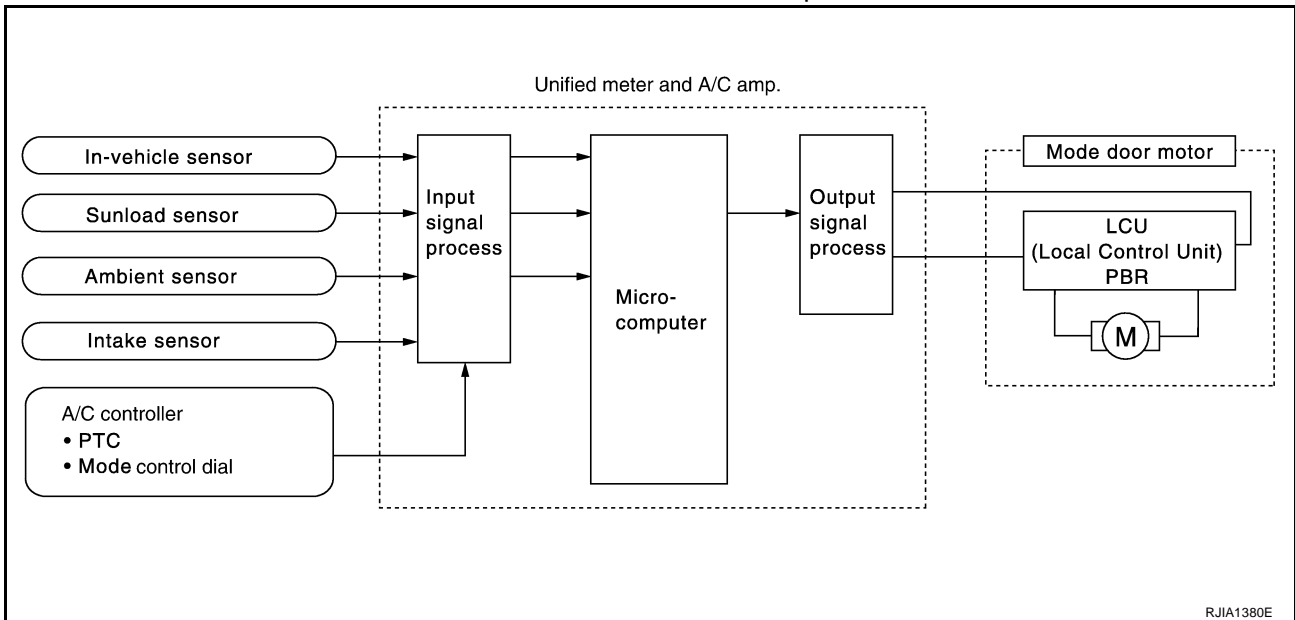 Unified meter and A/C amp.
In-vehicle sensor
Sunload sensor
Ambient sensor
Intake sensor
A/C controller
• PTC
• Mode control dial
Input
signal
process
Micro-
computer
Output
signal
process
Mode door motor
LCU
(Local Control Unit)
PBR
M
RJIA1380E